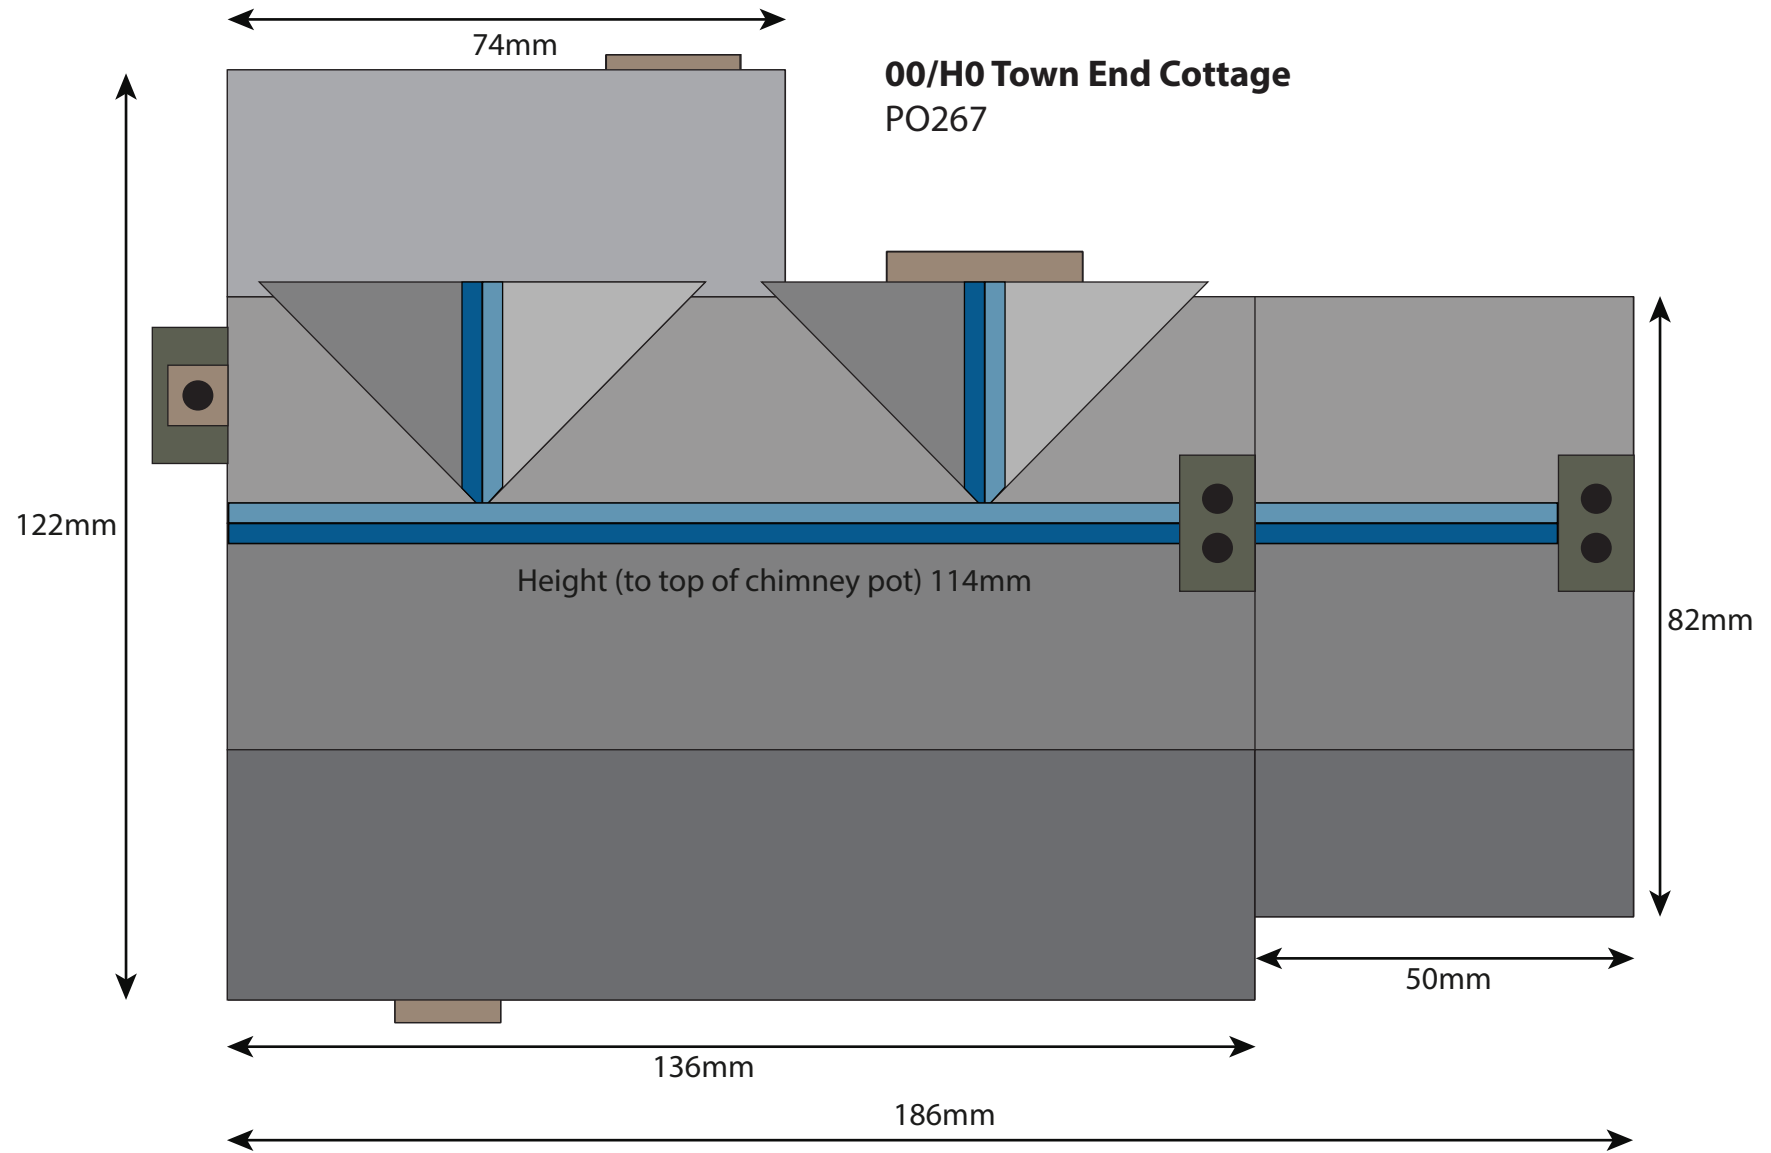 74mm
00/H0 Town End Cottage
PO267
122mm
Height (to top of chimney pot) 114mm
82mm
50mm
136mm
186mm